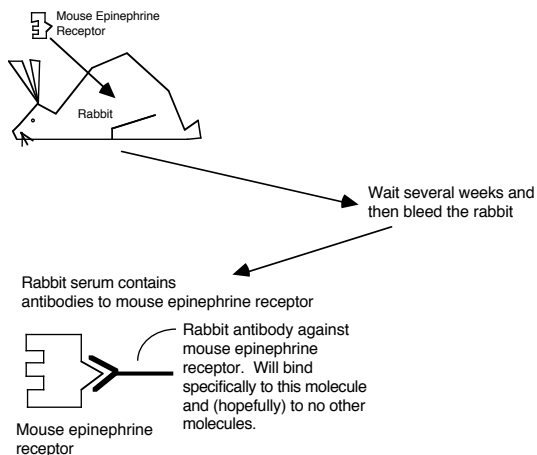 Mouse Epinephrine
Receptor
Rabbit
Wait several weeks and
then bleed the rabbit
Rabbit serum contains
antibodies to mouse epinephrine receptor
Rabbit antibody against
mouse epinephrine
receptor. Will bind
specifically to this molecule
and (hopefully) to no other
molecules.
Mouse epinephrine
receptor